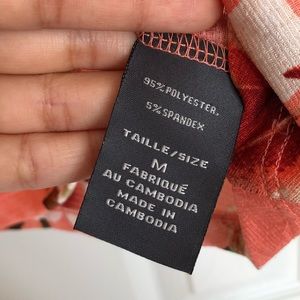 95% POLYESTER,
5% SPANDEX
TAILLE/SIZE
M
FABRIQUÉ
AU CAMBODIA
MADE IN
CAMBODIA